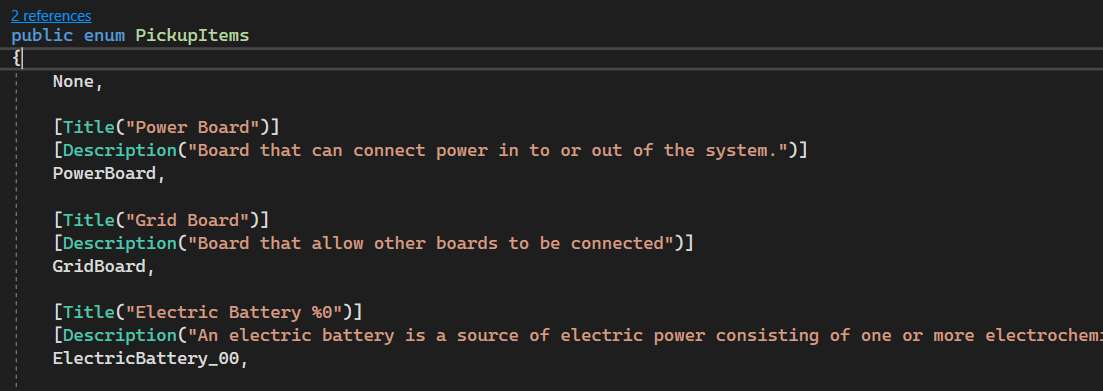 2 references
public enum PickupItems
{
None,
[Title("Power Board")]
[Description("Board that can connect power in to or out of the system.")]
PowerBoard,
[Title("Grid Board")]
[Description("Board that allow other boards to be connected")]
GridBoard,
[Title("Electric Battery %0")]
[Description("An electric battery is a source of electric power consisting of one or more electrochemi
ElectricBattery_00,